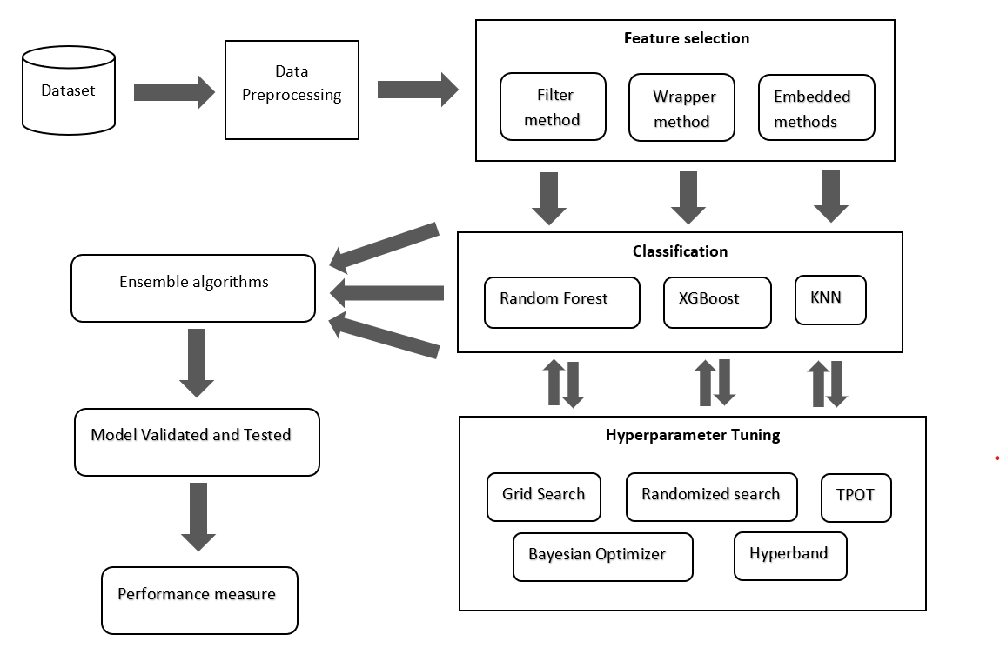 Dataset
Data
Preprocessing
Feature selection
Filter
method
Wrapper
method
Embedded
methods
Classification
Random Forest
XGBoost
KNN
Ensemble algorithms
Hyperparameter Tuning
Grid Search
Randomized search
TPOT
Bayesian Optimizer
Hyperband
Model Validated and Tested
Performance measure